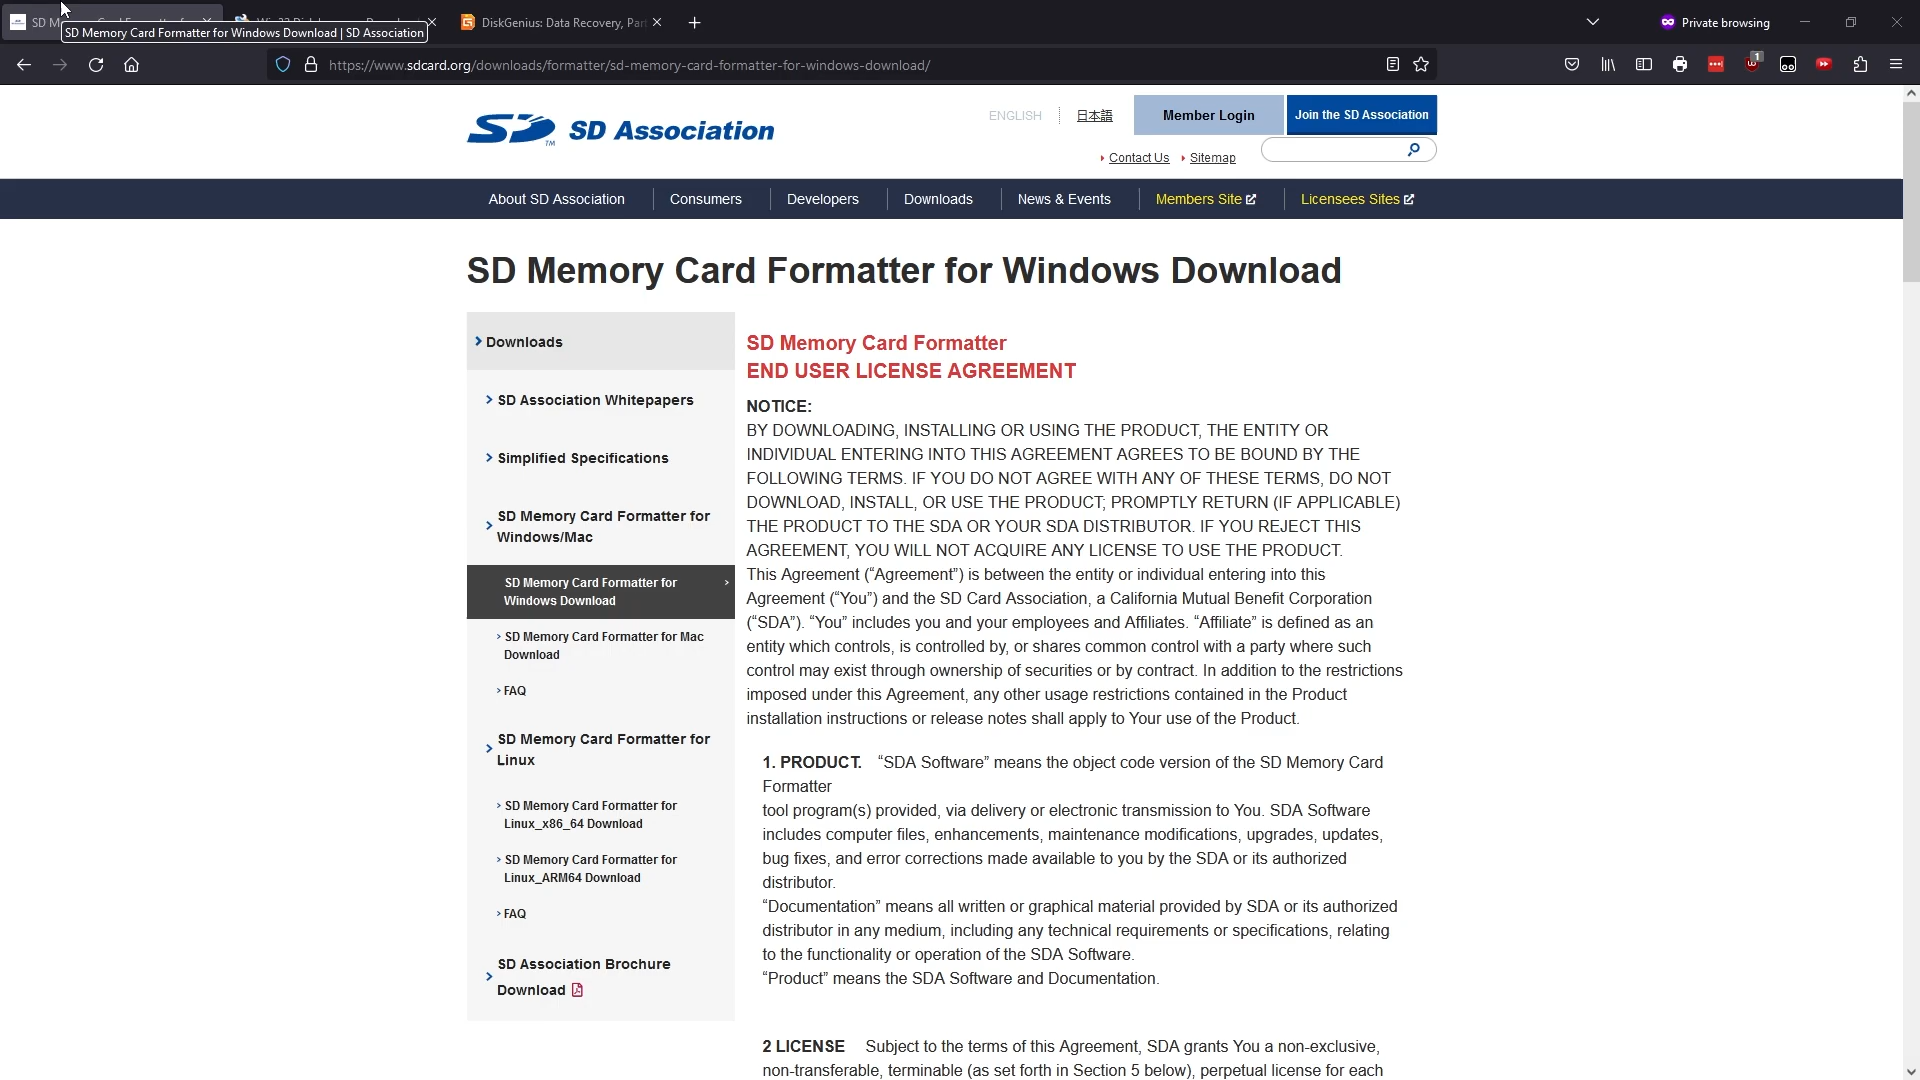 SD M
DiskGenius: Data Recovery, Par
Private browsing
SD Memory Card Formatter for Windows Download | SD Association
https://www.sdcard.org/downloads/formatter/sd-memory-card-formatter-for-windows-download/
1
SD Association
TM
ENGLISH
日本語
Member Login
Join the SD Association
Contact Us
Sitemap
About SD Association
Consumers
Developers
Downloads
News & Events
Members Site
Licensees Sites
SD Memory Card Formatter for Windows Download
Downloads
SD Association Whitepapers
Simplified Specifications
SD Memory Card Formatter for
Windows/Mac
SD Memory Card Formatter for
Windows Download
SD Memory Card Formatter for Mac
Download
FAQ
SD Memory Card Formatter for
Linux
SD Memory Card Formatter for
Linux_x86_64 Download
SD Memory Card Formatter for
Linux_ARM64 Download
FAQ
SD Association Brochure
Download
SD Memory Card Formatter
END USER LICENSE AGREEMENT
NOTICE:
BY DOWNLOADING, INSTALLING OR USING THE PRODUCT, THE ENTITY OR
INDIVIDUAL ENTERING INTO THIS AGREEMENT AGREES TO BE BOUND BY THE
FOLLOWING TERMS. IF YOU DO NOT AGREE WITH ANY OF THESE TERMS, DO NOT
DOWNLOAD, INSTALL, OR USE THE PRODUCT; PROMPTLY RETURN (IF APPLICABLE)
THE PRODUCT TO THE SDA OR YOUR SDA DISTRIBUTOR. IF YOU REJECT THIS
AGREEMENT, YOU WILL NOT ACQUIRE ANY LICENSE TO USE THE PRODUCT.
This Agreement (“Agreement”) is between the entity or individual entering into this
Agreement (“You”) and the SD Card Association, a California Mutual Benefit Corporation
(“SDA”). “You” includes you and your employees and Affiliates. “Affiliate” is defined as an
entity which controls, is controlled by, or shares common control with a party where such
control may exist through ownership of securities or by contract. In addition to the restrictions
imposed under this Agreement, any other usage restrictions contained in the Product
installation instructions or release notes shall apply to Your use of the Product.
1. PRODUCT. “SDA Software” means the object code version of the SD Memory Card
Formatter
tool program(s) provided, via delivery or electronic transmission to You. SDA Software
includes computer files, enhancements, maintenance modifications, upgrades, updates,
bug fixes, and error corrections made available to you by the SDA or its authorized
distributor.
“Documentation” means all written or graphical material provided by SDA or its authorized
distributor in any medium, including any technical requirements or specifications, relating
to the functionality or operation of the SDA Software.
“Product” means the SDA Software and Documentation.
2 LICENSE Subject to the terms of this Agreement, SDA grants You a non-exclusive,
non-transferable, terminable (as set forth in Section 5 below), perpetual license for each